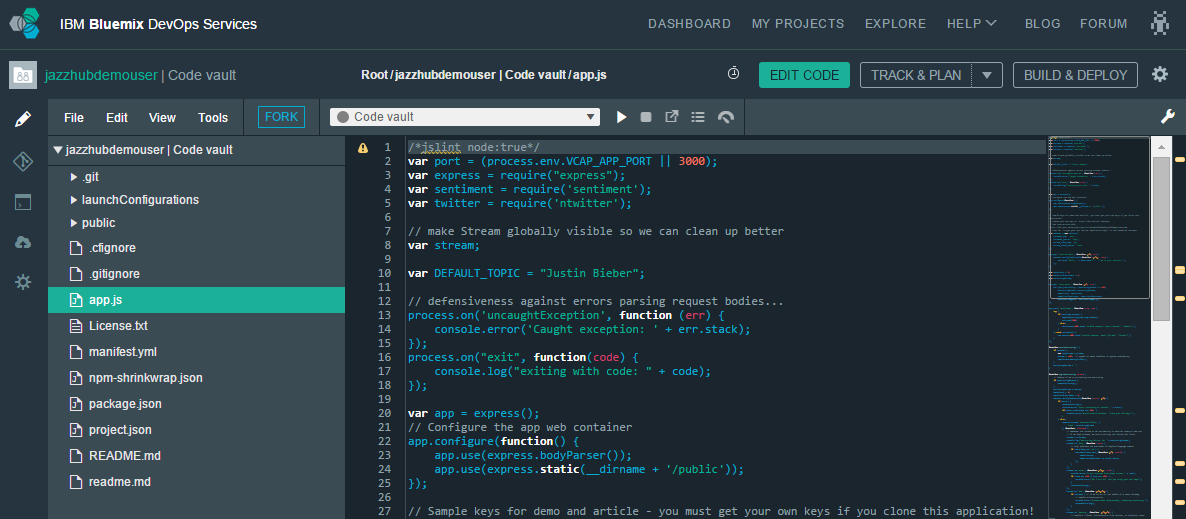 IBM Bluemix DevOps Services
DASHBOARD
MY PROJECTS
EXPLORE
HELP
BLOG
FORUM
jazzhubdemouser | Code vault
Root/jazzhubdemouser | Code vault/app.js
EDIT CODE
TRACK & PLAN
BUILD & DEPLOY
File
Edit
View
Tools
FORK
Code vault
jazzhubdemouser | Code vault
.git
launchConfigurations
public
.cfignore
.gitignore
app.js
License.txt
manifest.yml
npm-shrinkwrap.json
package.json
project.json
README.md
readme.md
1 /*jslint node:true*/
2 var port = (process.env.VCAP_APP_PORT || 3000);
3 var express = require("express");
4 var sentiment = require('sentiment');
5 var twitter = require('ntwitter');
6
7 // make Stream globally visible so we can clean up better
8 var stream;
9
10 var DEFAULT_TOPIC = "Justin Bieber";
11
12 // defensiveness against errors parsing request bodies...
13 process.on('uncaughtException', function (err) {
14 console.error('Caught exception: ' + err.stack);
15 });
16 process.on("exit", function(code) {
17 console.log("exiting with code: " + code);
18 });
19
20 var app = express();
21 // Configure the app web container
22 app.configure(function() {
23 app.use(express.bodyParser());
24 app.use(express.static(__dirname + '/public'));
25 });
26
27 // Sample keys for demo and article - you must get your own keys if you clone this application!